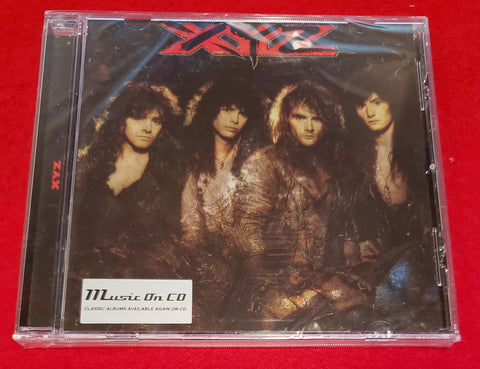 XYZ
XYZ
Music On CD
CLASSIC ALBUMS AVAILABLE AGAIN ON CD